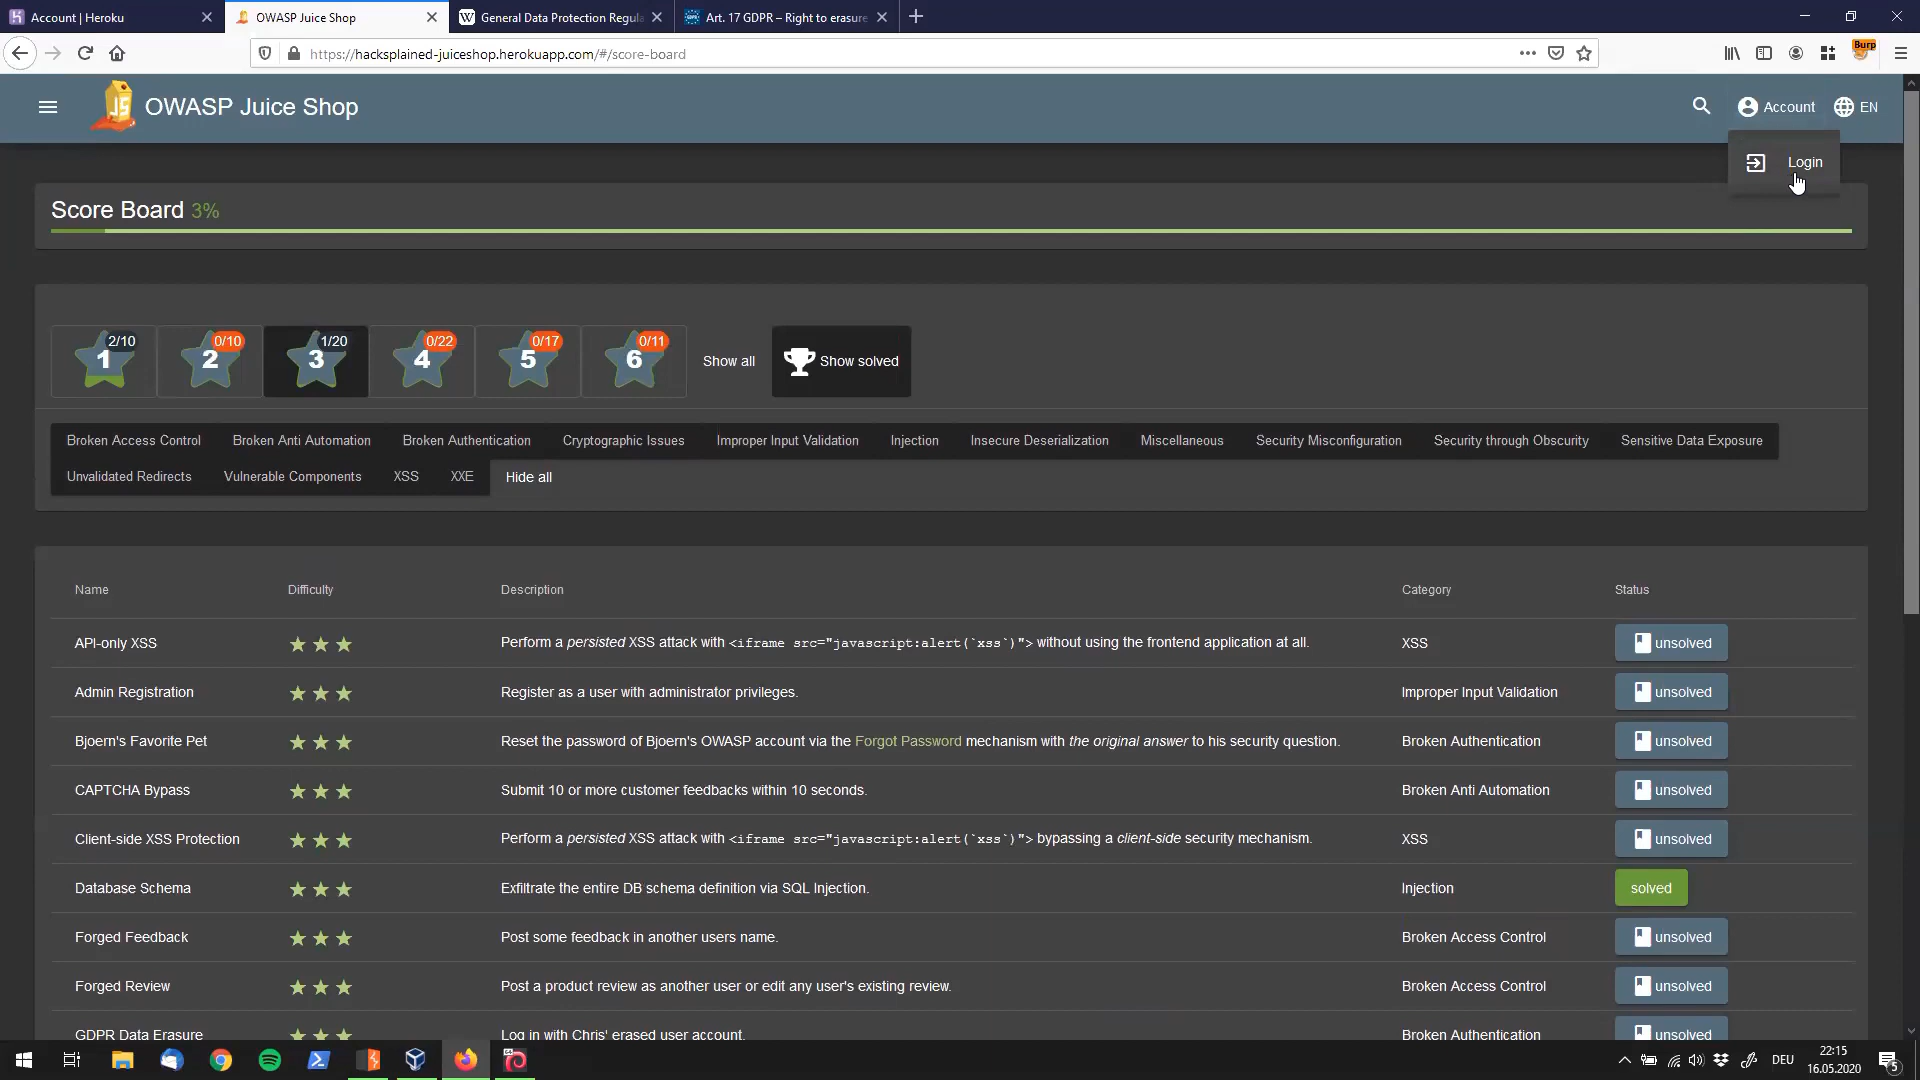 Account | Heroku
OWASP Juice Shop
General Data Protection Regula
Art. 17 GDPR – Right to erasure
https://hacksplained-juiceshop.herokuapp.com/#/score-board
Burp
JS
OWASP Juice Shop
Account
EN
Login
Score Board 3%
1 2/10
2 0/10
3 1/20
4 0/22
5 0/17
6 0/11
Show all
Show solved
Broken Access Control Broken Anti Automation Broken Authentication Cryptographic Issues Improper Input Validation Injection Insecure Deserialization Miscellaneous Security Misconfiguration Security through Obscurity Sensitive Data Exposure
Unvalidated Redirects Vulnerable Components XSS XXE Hide all
Name Difficulty Description Category Status
API-only XSS Perform a persisted XSS attack with <iframe src="javascript:alert(`xss`)"> without using the frontend application at all. XSS unsolved
Admin Registration Register as a user with administrator privileges. Improper Input Validation unsolved
Bjoern's Favorite Pet Reset the password of Bjoern's OWASP account via the Forgot Password mechanism with the original answer to his security question. Broken Authentication unsolved
CAPTCHA Bypass Submit 10 or more customer feedbacks within 10 seconds. Broken Anti Automation unsolved
Client-side XSS Protection Perform a persisted XSS attack with <iframe src="javascript:alert(`xss`)"> bypassing a client-side security mechanism. XSS unsolved
Database Schema Exfiltrate the entire DB schema definition via SQL Injection. Injection solved
Forged Feedback Post some feedback in another users name. Broken Access Control unsolved
Forged Review Post a product review as another user or edit any user's existing review. Broken Access Control unsolved
GDPR Data Erasure Log in with Chris' erased user account. Broken Authentication unsolved
DEU
22:15
16.05.2020
5